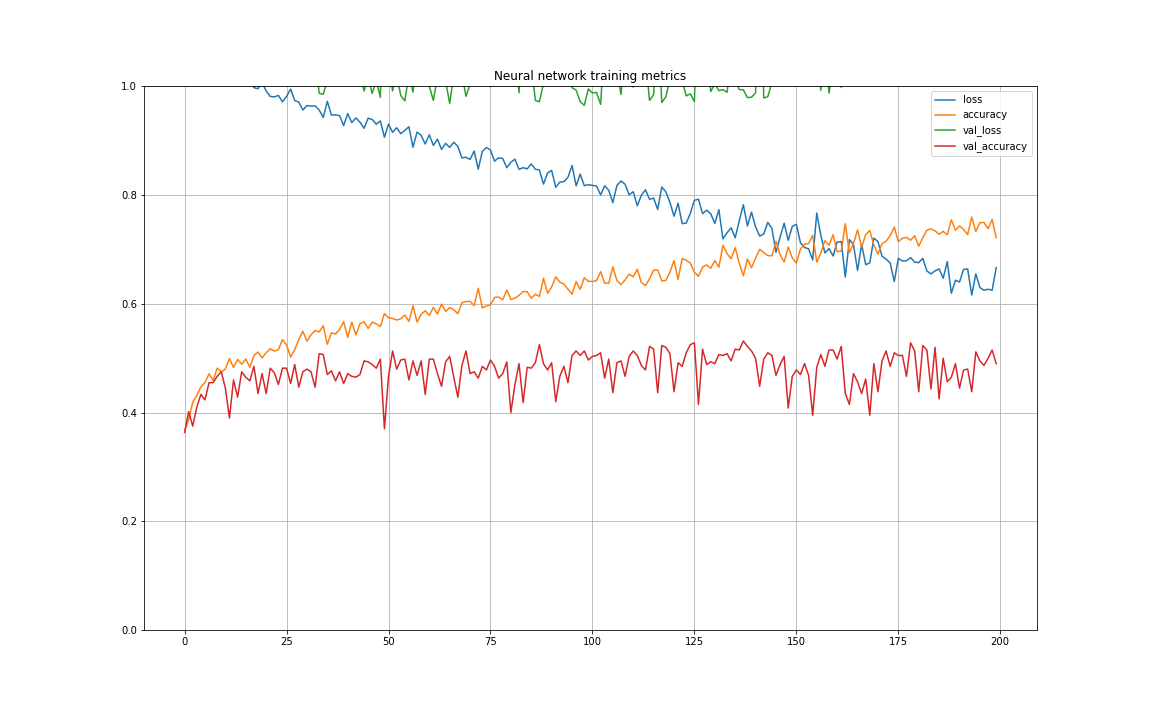 Neural network training metrics
1.0
0.8
0.6
0.4
0.2
0.0
loss
accuracy
val_loss
val_accuracy
0 25 50 75 100 125 150 175 200